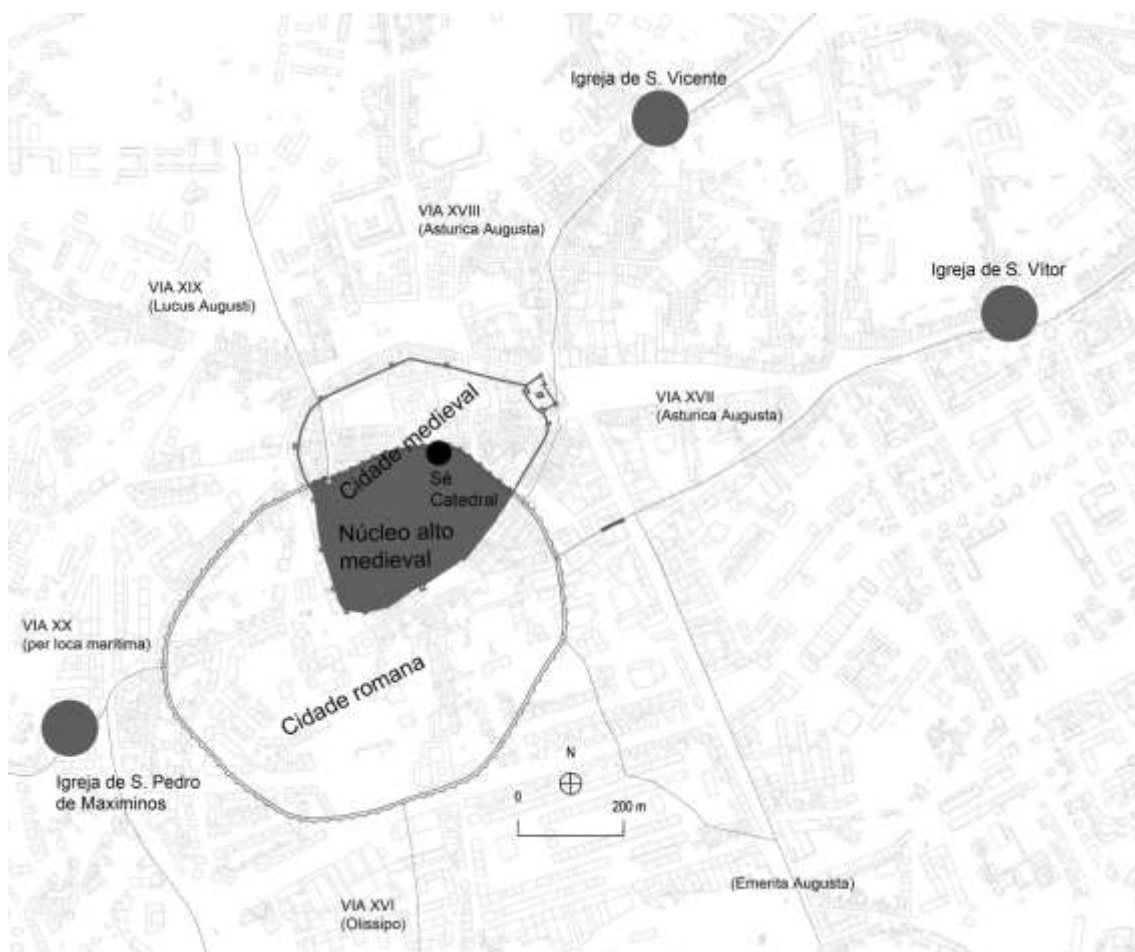 Igreja de S. Vicente
VIA XVIII
(Asturica Augusta)
Igreja de S. Vítor
VIA XIX
(Lucus Augusti)
VIA XVII
(Asturica Augusta)
Cidade medieval
Sé
Catedral
Núcleo alto
medieval
VIA XX
(per loca maritima)
Cidade romana
Igreja de S. Pedro
de Maximinos
N
0
200 m
(Emerita Augusta)
VIA XVI
(Olissipo)